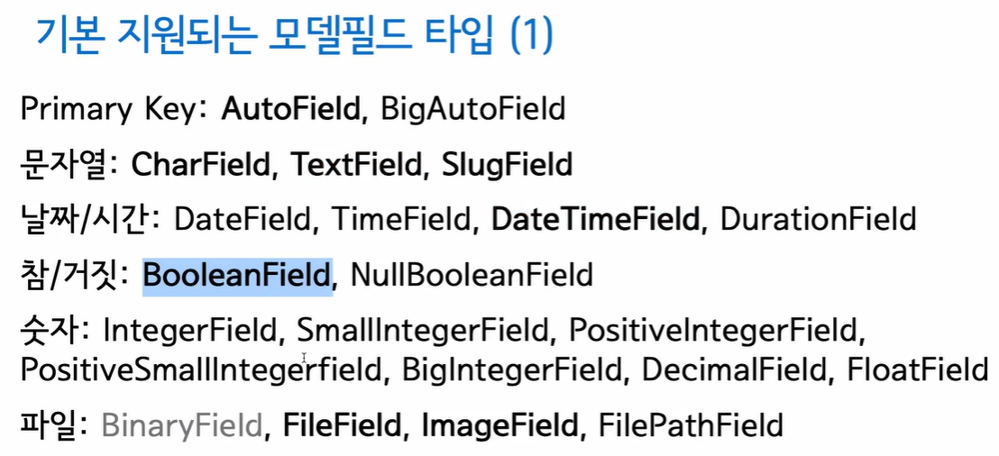 기본 지원되는 모델필드 타입 (1)
Primary Key: AutoField, BigAutoField
문자열: CharField, TextField, SlugField
날짜/시간: DateField, TimeField, DateTimeField, DurationField
참/거짓: BooleanField, NullBooleanField
숫자: IntegerField, SmallIntegerField, PositiveIntegerField,
PositiveSmallIntegerfield, BigIntegerField, DecimalField, FloatField
파일: BinaryField, FileField, ImageField, FilePathField